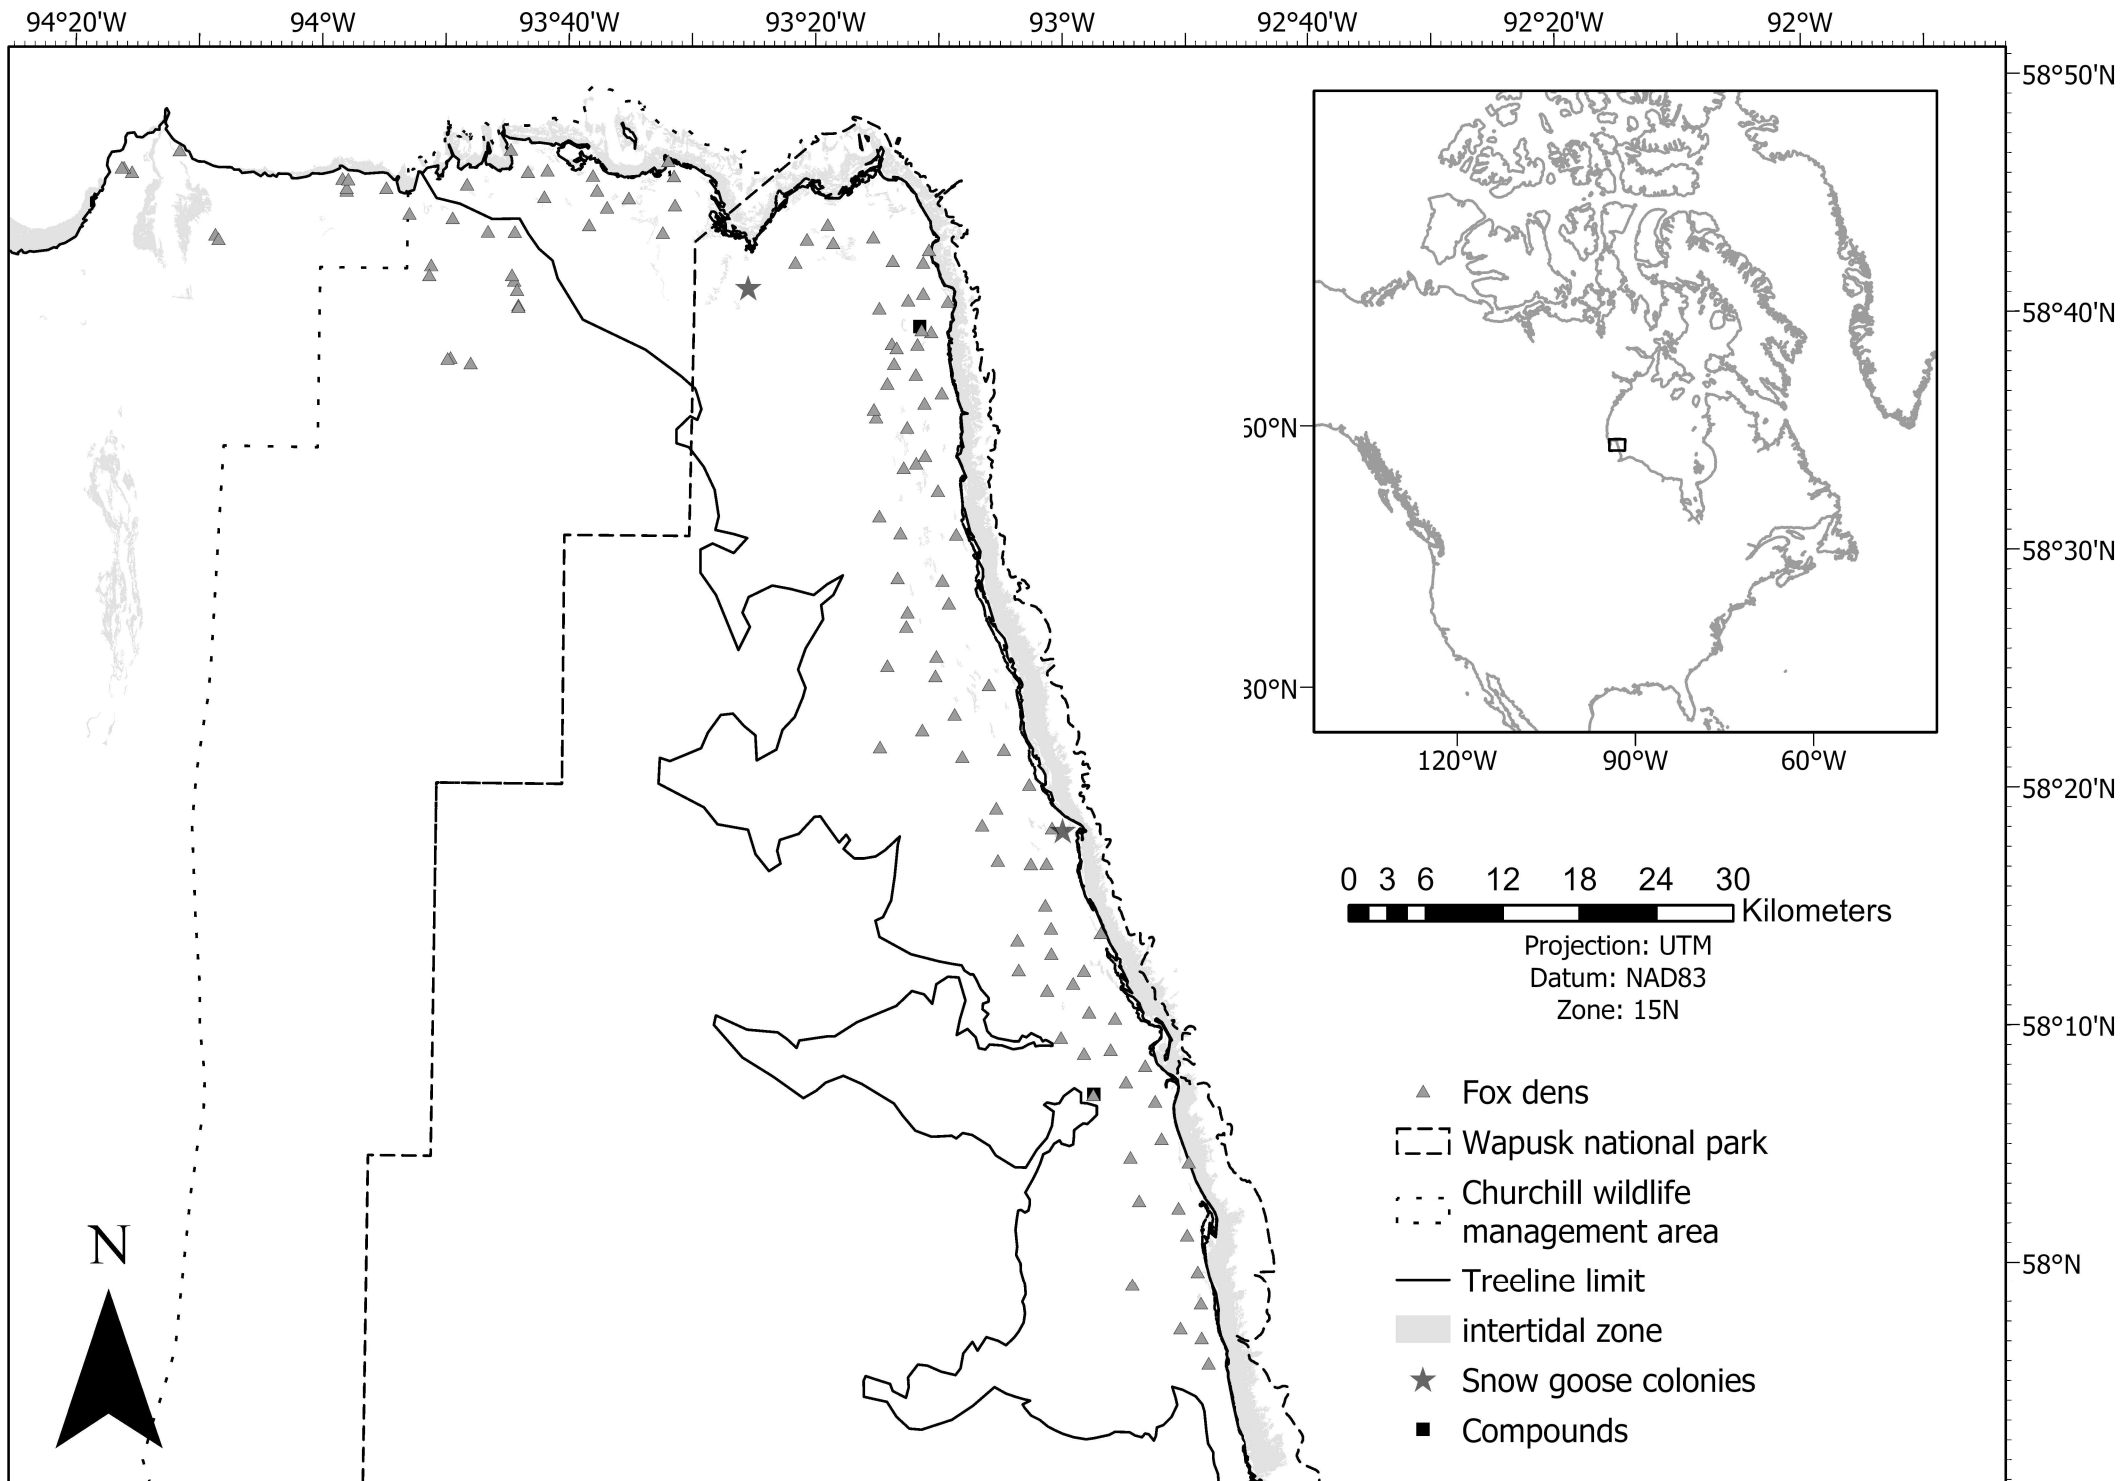 94°20'W 94°W 93°40'W 93°20'W 93°W 92°40'W 92°20'W 92°W
58°50'N
58°40'N
60°N
58°30'N
30°N
120°W 90°W 60°W
58°20'N
0 3 6 12 18 24 30
Kilometers
Projection: UTM
Datum: NAD83
Zone: 15N
58°10'N
Fox dens
Wapusk national park
Churchill wildlife
management area
N
58°N
Treeline limit
intertidal zone
Snow goose colonies
Compounds